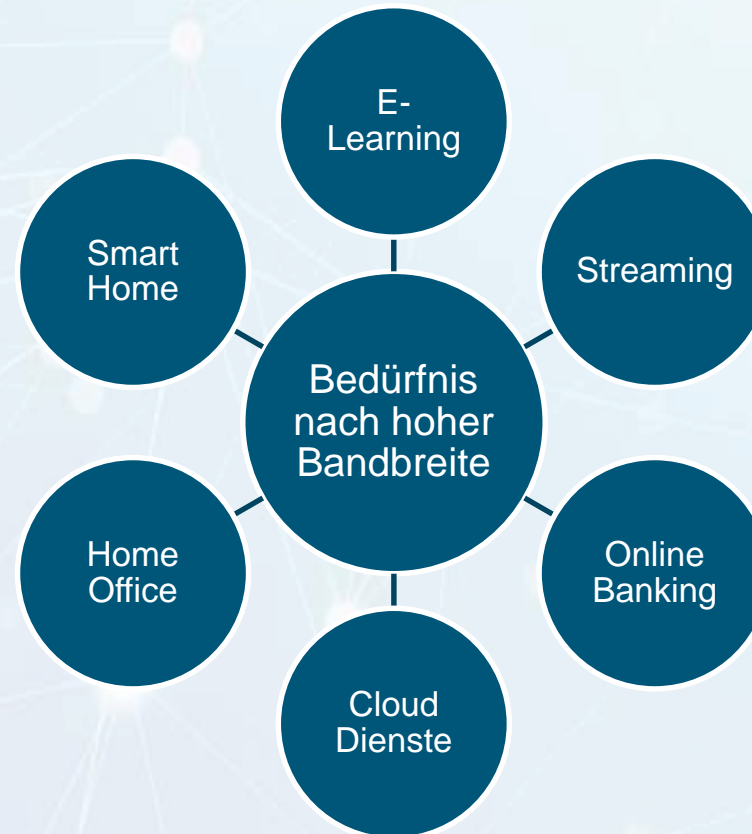 E-
Learning
Streaming
Smart
Home
Bedürfnis
nach hoher
Bandbreite
Home
Office
Online
Banking
Cloud
Dienste